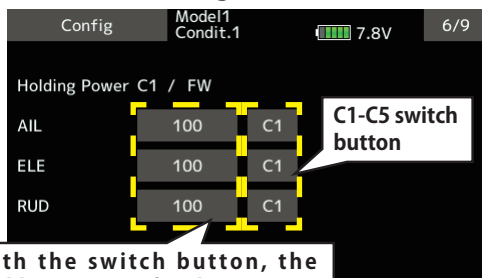 Config
Model1
Condit.1
7.8V
6/9
Holding Power C1 / FW
AIL 100 C1
ELE 100 C1
RUD 100 C1
C1-C5 switch
button
th the switch button, the